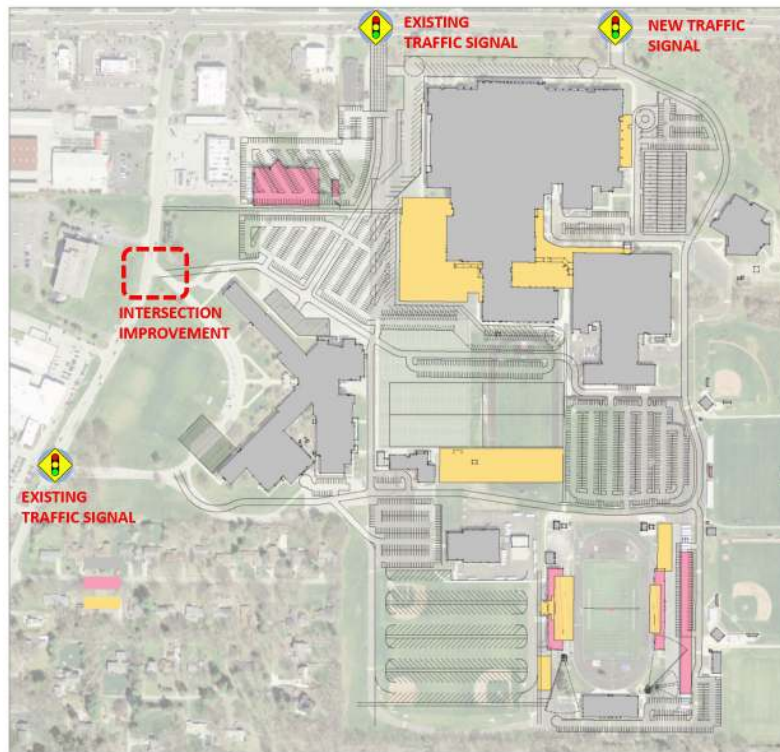 EXISTING
TRAFFIC SIGNAL
NEW TRAFFIC
SIGNAL
INTERSECTION
IMPROVEMENT
EXISTING
TRAFFIC SIGNAL